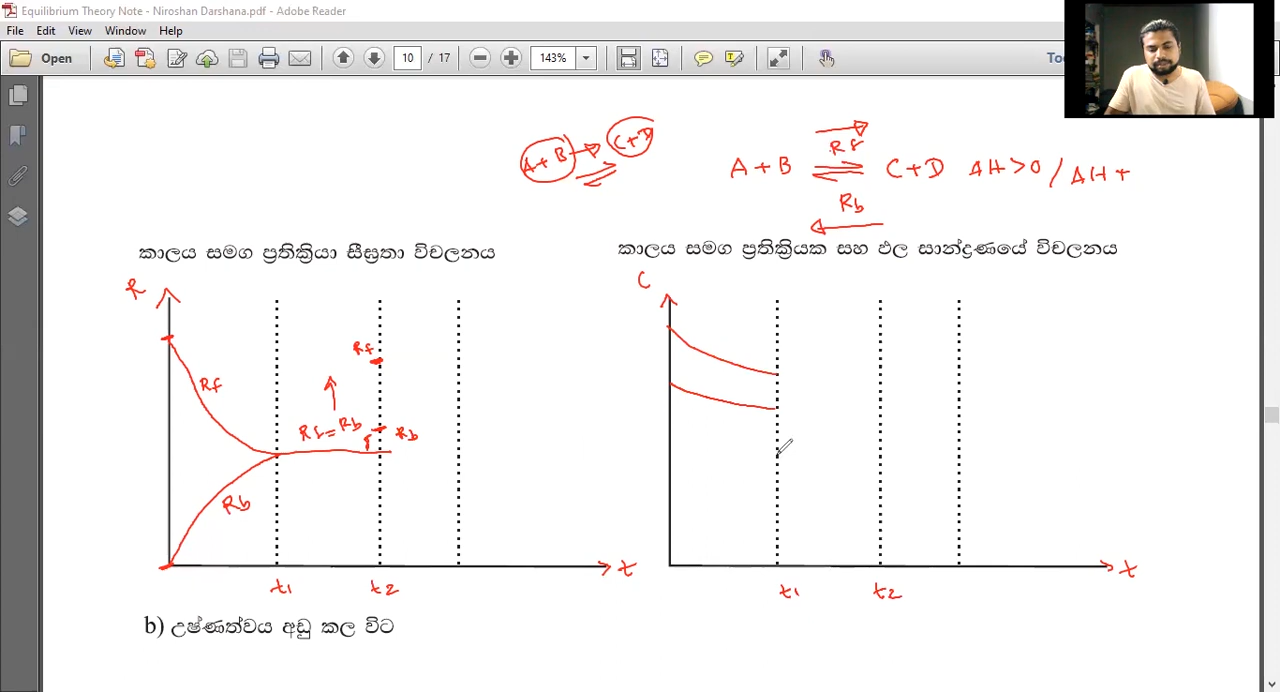 Equilibrium Theory Note - Niroshan Darshana.pdf - Adobe Reader
File Edit View Window Help
Open 10 / 17 143%
A + B → C + D
A + B ⇌ C + D ΔH > 0 / ΔH +
Rf
Rb
කාලය සමග ප්‍රතික්‍රියා සීඝ්‍රතා විචලනය
කාලය සමග ප්‍රතික්‍රියක සහ ඵල සාන්ද්‍රණයේ විචලනය
R
Rf
Rf
Rf = Rb
Rb
Rb
t1 t2 t
C
t1 t2 t
b) උෂ්ණත්වය අඩු කල විට